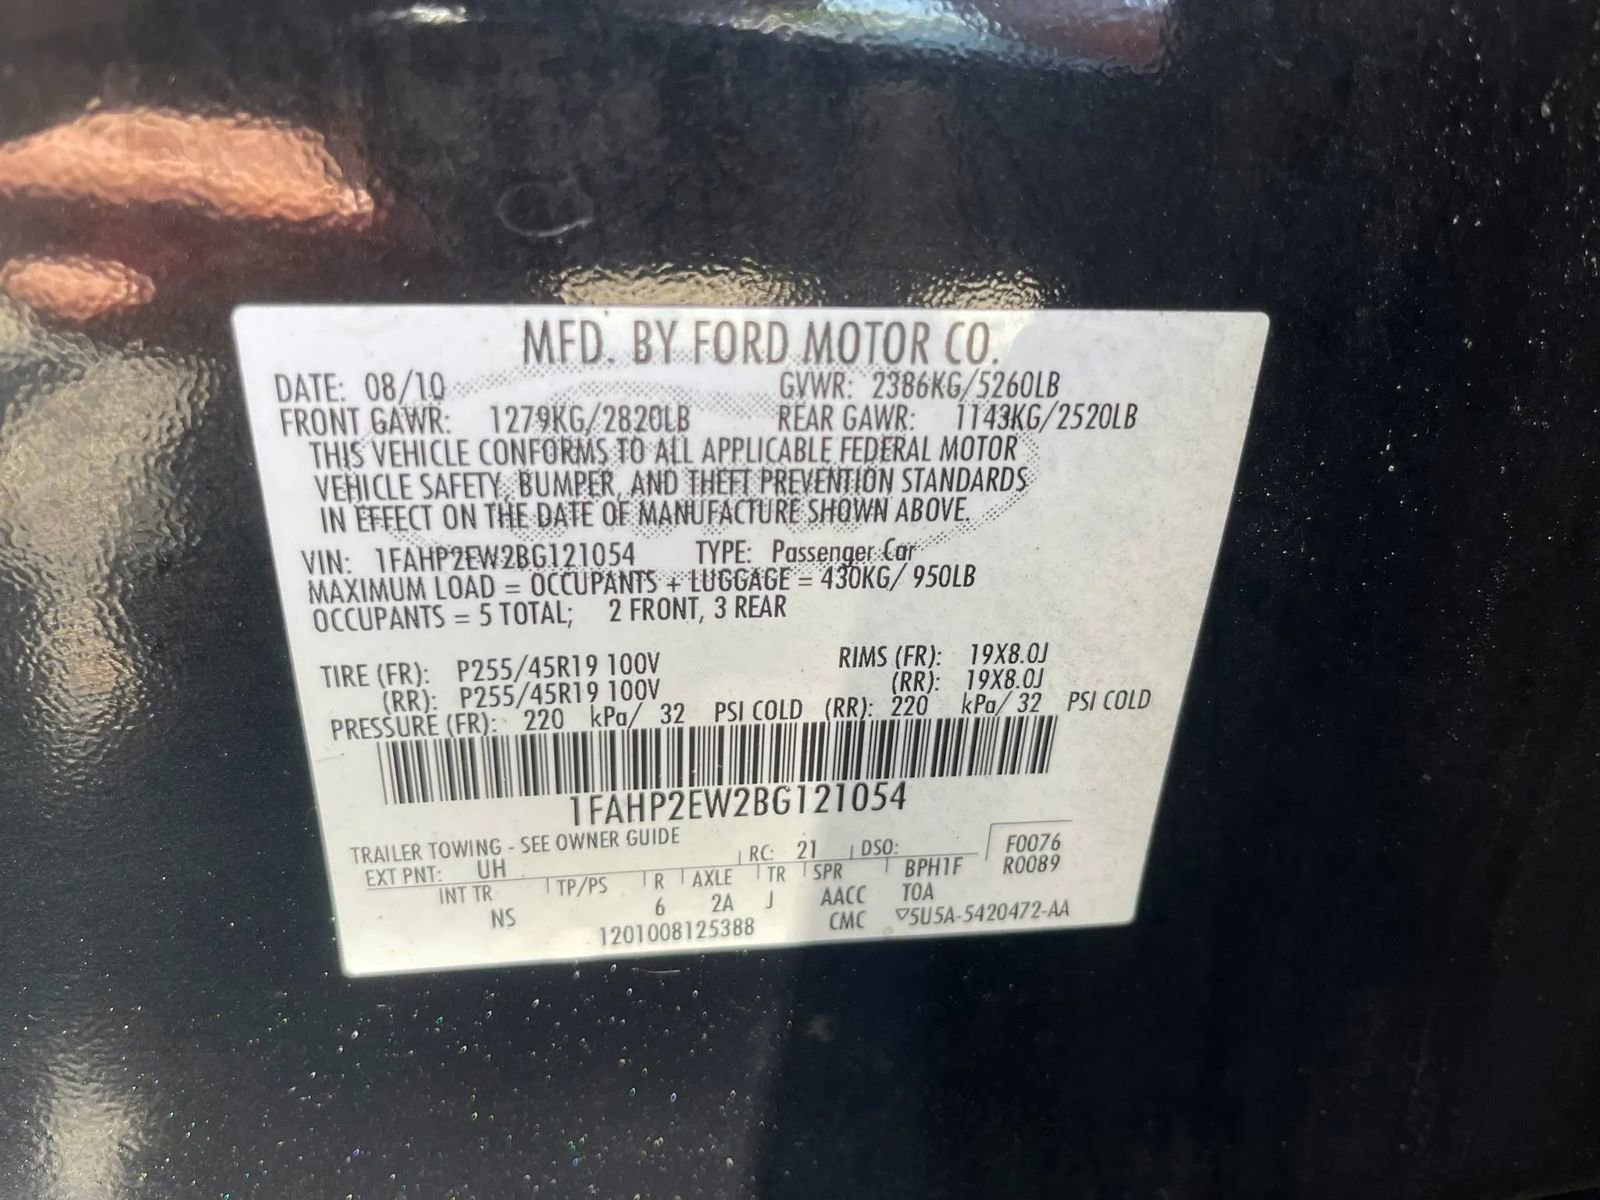 MFD. BY FORD MOTOR CO.
DATE: 08/10 GVWR: 2386KG/5260LB
FRONT GAWR: 1279KG/2820LB REAR GAWR: 1143KG/2520LB
THIS VEHICLE CONFORMS TO ALL APPLICABLE FEDERAL MOTOR
VEHICLE SAFETY, BUMPER, AND THEFT PREVENTION STANDARDS
IN EFFECT ON THE DATE OF MANUFACTURE SHOWN ABOVE.
VIN: 1FAHP2EW2BG121054 TYPE: Passenger Car
MAXIMUM LOAD = OCCUPANTS + LUGGAGE = 430KG/ 950LB
OCCUPANTS = 5 TOTAL; 2 FRONT, 3 REAR
TIRE (FR): P255/45R19 100V RIMS (FR): 19X8.0J
(RR): P255/45R19 100V (RR): 19X8.0J
PRESSURE (FR): 220 kPa/ 32 PSI COLD (RR): 220 kPa/ 32 PSI COLD
1FAHP2EW2BG121054
TRAILER TOWING - SEE OWNER GUIDE
EXT PNT: UH RC: 21 DSO: F0076
INT TR TP/PS R AXLE TR SPR BPH1F R0089
NS 6 2A J AACC TOA
1201008125388 CMC ▽5U5A-5420472-AA